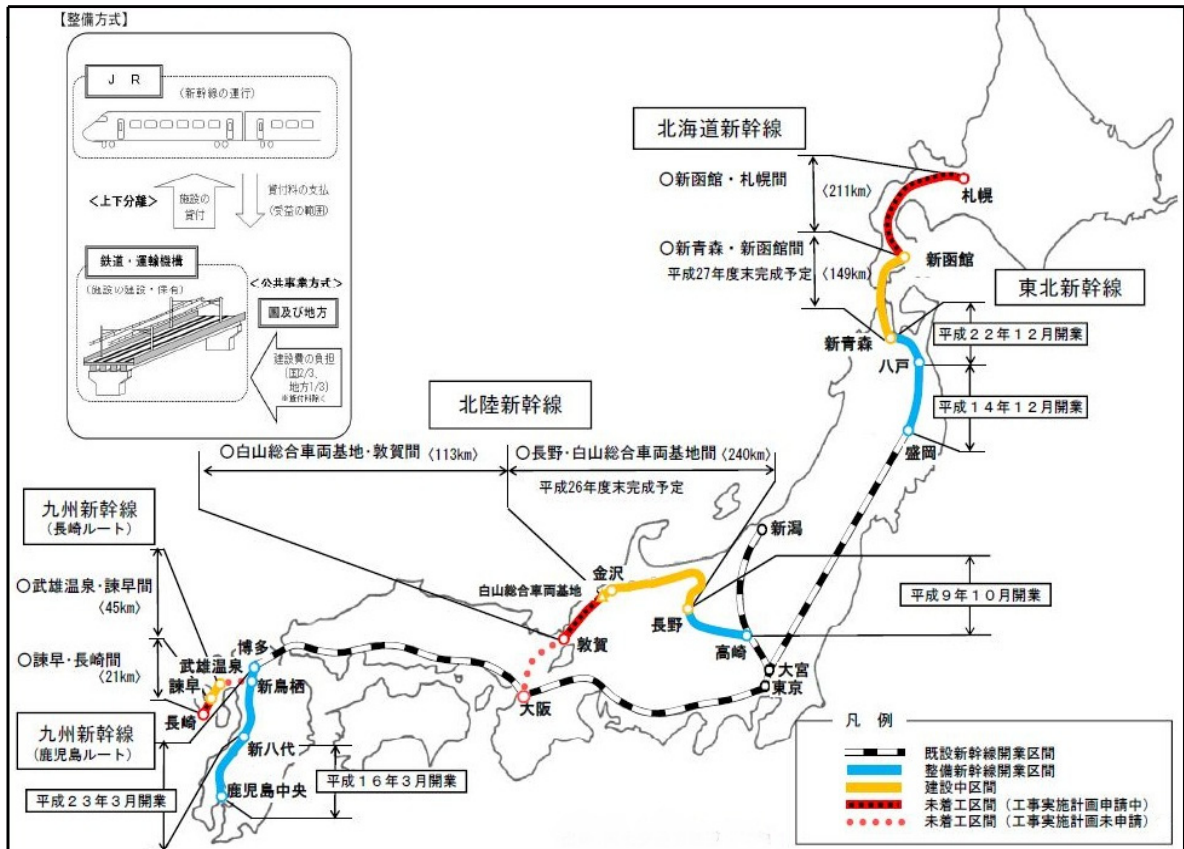 【整備方式】
JR
(新幹線の運行)
<上下分離>
施設の
貸付
貸付料の支払
(受益の範囲)
鉄道・運輸機構
(施設の建設・保有)
<公共事業方式>
国及び地方
建設費の負担
(国2/3、
地方1/3)
※貸付料除く
北海道新幹線
○新函館・札幌間
〈211km〉
札幌
○新青森・新函館間
平成27年度末完成予定
〈149km〉
新函館
東北新幹線
新青森
平成22年12月開業
八戸
平成14年12月開業
盛岡
北陸新幹線
○白山総合車両基地・敦賀間〈113km〉
○長野・白山総合車両基地間〈240km〉
平成26年度末完成予定
新潟
金沢
白山総合車両基地
長野
平成9年10月開業
敦賀
高崎
大宮
東京
大阪
九州新幹線
(長崎ルート)
○武雄温泉・諫早間
〈45km〉
○諫早・長崎間
〈21km〉
博多
武雄温泉
新鳥栖
諫早
長崎
九州新幹線
(鹿児島ルート)
新八代
平成16年3月開業
平成23年3月開業
鹿児島中央
凡例
既設新幹線開業区間
整備新幹線開業区間
建設中区間
未着工区間(工事実施計画申請中)
未着工区間(工事実施計画未申請)